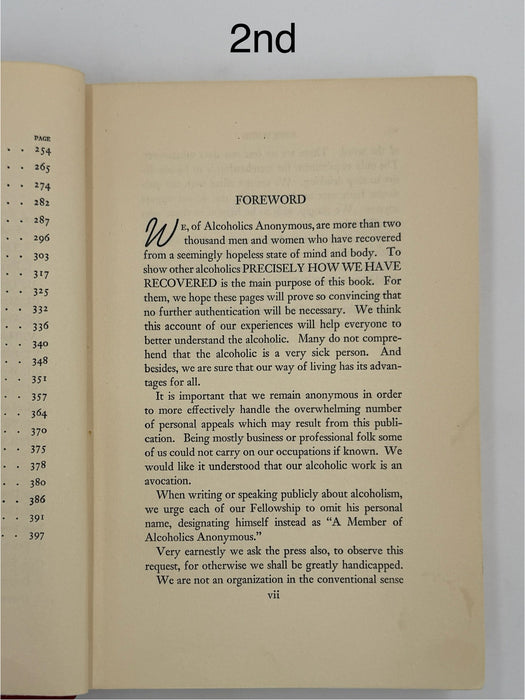 2nd
PAGE
. . 254
. . 265
. . 274
. . 282
. . 287
. . 296
. . 303
. . 317
. . 325
. . 332
. . 336
. . 340
. . 348
. . 351
. . 357
. . 364
. . 370
. . 375
. . 378
. . 380
. . 386
. . 391
. . 397
FOREWORD
WE, of Alcoholics Anonymous, are more than two
thousand men and women who have recovered
from a seemingly hopeless state of mind and body. To
show other alcoholics PRECISELY HOW WE HAVE
RECOVERED is the main purpose of this book. For
them, we hope these pages will prove so convincing that
no further authentication will be necessary. We think
this account of our experiences will help everyone to
better understand the alcoholic. Many do not compre-
hend that the alcoholic is a very sick person. And
besides, we are sure that our way of living has its advan-
tages for all.
It is important that we remain anonymous in order
to more effectively handle the overwhelming number
of personal appeals which may result from this publi-
cation. Being mostly business or professional folk some
of us could not carry on our occupations if known. We
would like it understood that our alcoholic work is an
avocation.
When writing or speaking publicly about alcoholism,
we urge each of our Fellowship to omit his personal
name, designating himself instead as "A Member of
Alcoholics Anonymous."
Very earnestly we ask the press also, to observe this
request, for otherwise we shall be greatly handicapped.
We are not an organization in the conventional sense
vii